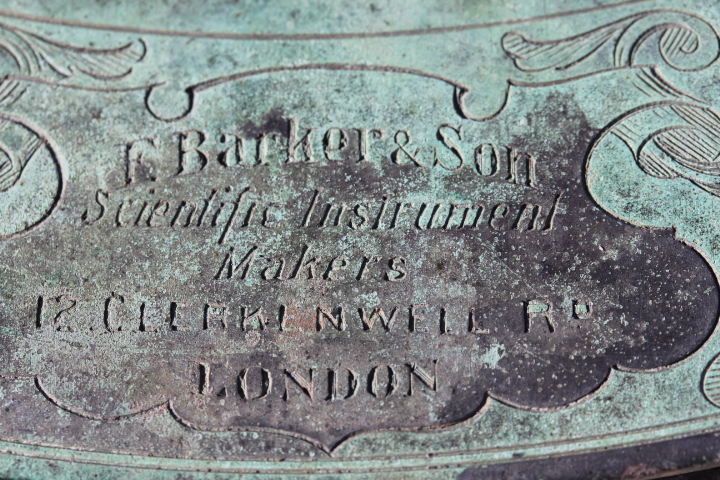 F. Barker & Son
Scientific Instrument
Makers
12. CLERKENWELL RD
LONDON